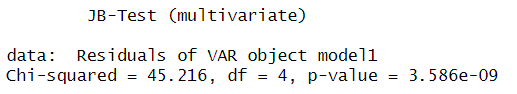 JB-Test (multivariate)
data:  Residuals of VAR object model1
Chi-squared = 45.216, df = 4, p-value = 3.586e-09